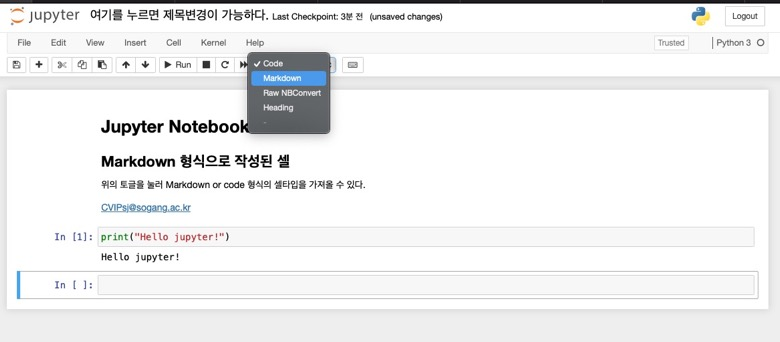 jupyter 여기를 누르면 제목변경이 가능하다. Last Checkpoint: 3분 전 (unsaved changes) Logout
File Edit View Insert Cell Kernel Help Trusted Python 3
Run
Code
Markdown
Raw NBConvert
Heading
-
Jupyter Notebook
Markdown 형식으로 작성된 셀
위의 토글을 눌러 Markdown or code 형식의 셀타입을 가져올 수 있다.
CVIPsj@sogang.ac.kr
In [1]: print("Hello jupyter!")
Hello jupyter!
In [ ]: